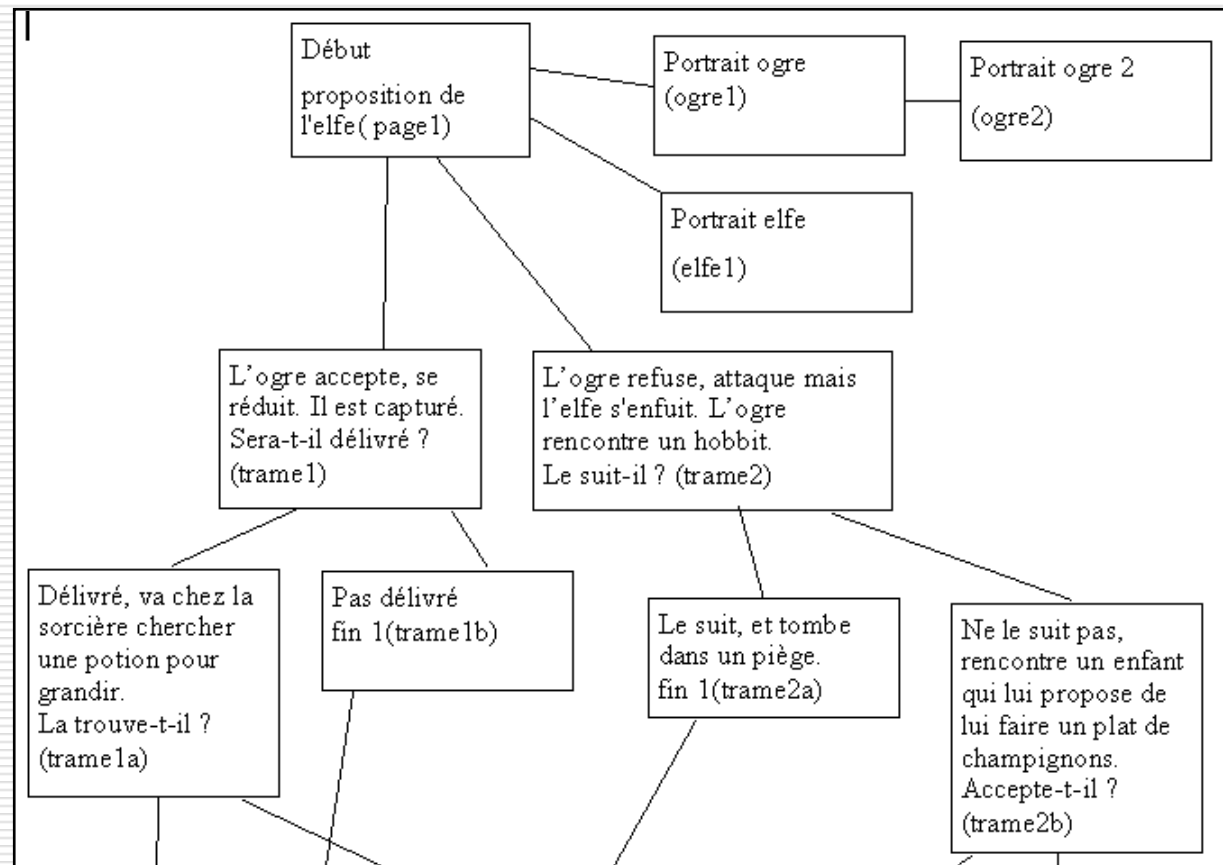 Début
proposition de
l'elfe( page1)
Portrait ogre
(ogre1)
Portrait ogre 2
(ogre2)
Portrait elfe
(elfe1)
L’ogre accepte, se
réduit. Il est capturé.
Sera-t-il délivré ?
(trame1)
L’ogre refuse, attaque mais
l’elfe s'enfuit. L’ogre
rencontre un hobbit.
Le suit-il ? (trame2)
Délivré, va chez la
sorcière chercher
une potion pour
grandir.
La trouve-t-il ?
(trame1a)
Pas délivré
fin 1(trame1b)
Le suit, et tombe
dans un piège.
fin 1(trame2a)
Ne le suit pas,
rencontre un enfant
qui lui propose de
lui faire un plat de
champignons.
Accepte-t-il ?
(trame2b)